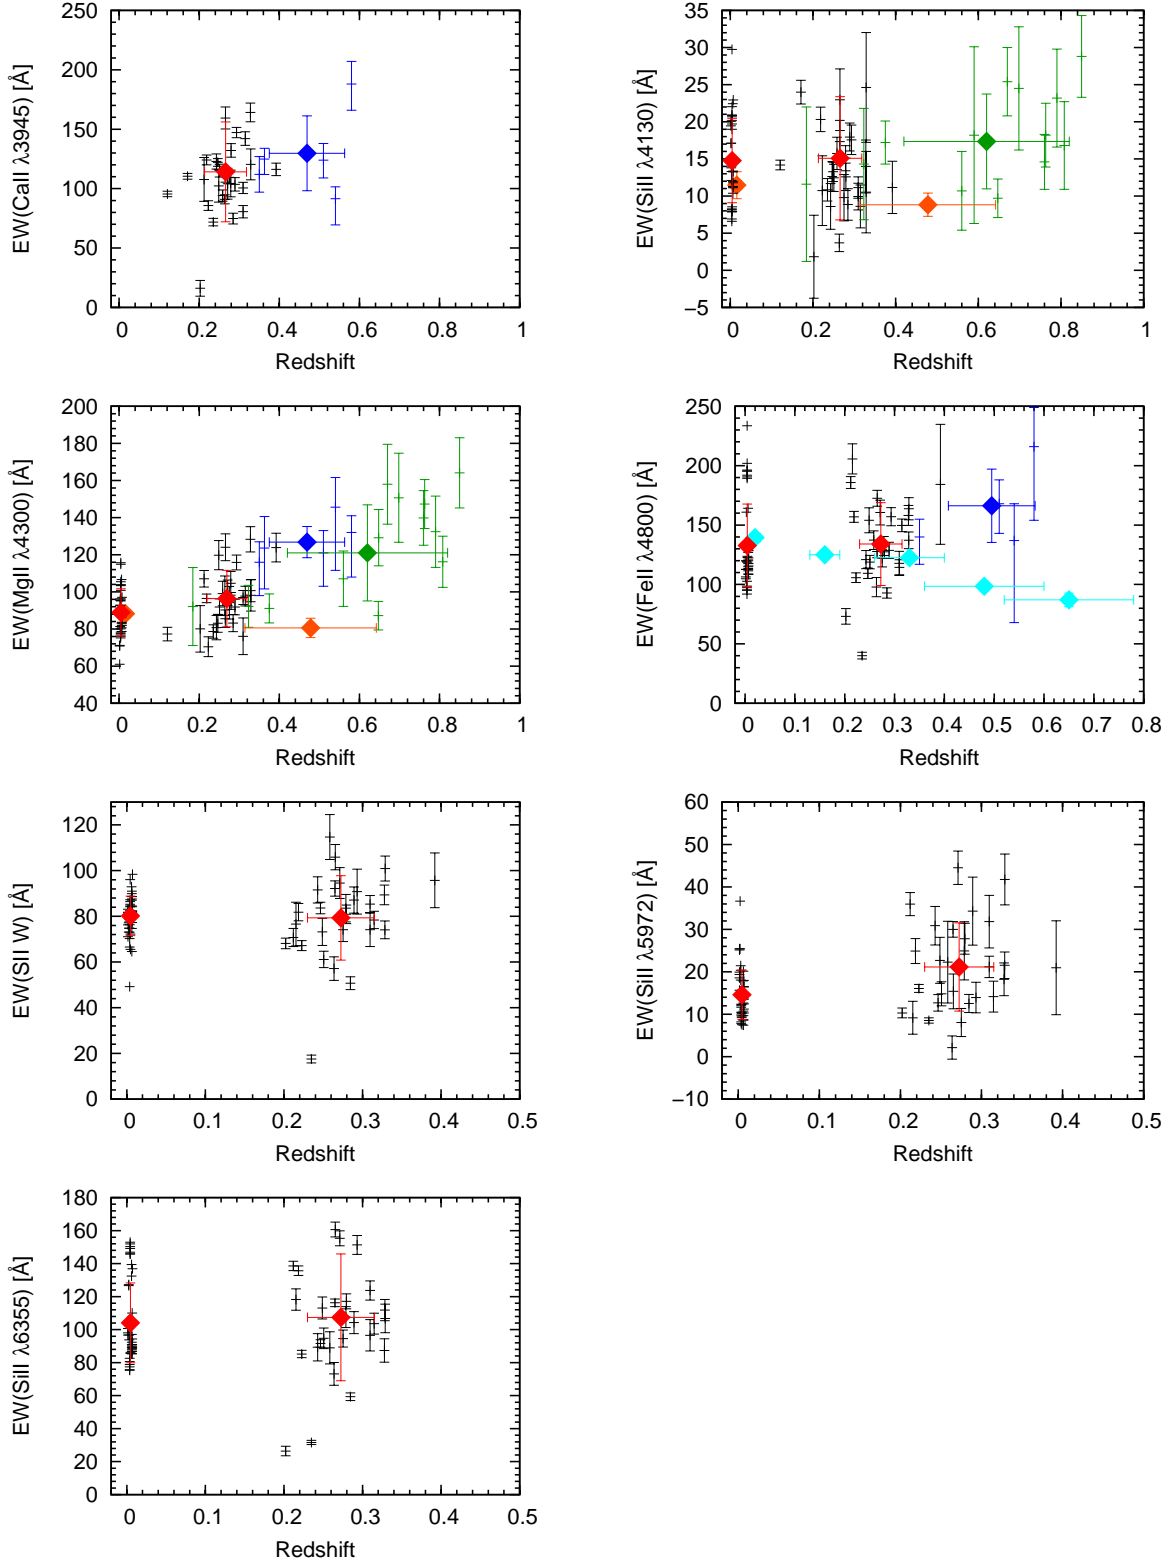 EW(CaII λ3945) [Å]
250
200
150
100
50
0
0 0.2 0.4 0.6 0.8 1
Redshift
EW(SiII λ4130) [Å]
35
30
25
20
15
10
5
0
−5
0 0.2 0.4 0.6 0.8 1
Redshift
EW(MgII λ4300) [Å]
200
180
160
140
120
100
80
60
40
0 0.2 0.4 0.6 0.8 1
Redshift
EW(FeII λ4800) [Å]
250
200
150
100
50
0
0 0.1 0.2 0.3 0.4 0.5 0.6 0.7 0.8
Redshift
EW(SII W) [Å]
120
100
80
60
40
20
0
0 0.1 0.2 0.3 0.4 0.5
Redshift
EW(SiII λ5972) [Å]
60
50
40
30
20
10
0
−10
0 0.1 0.2 0.3 0.4 0.5
Redshift
EW(SiII λ6355) [Å]
180
160
140
120
100
80
60
40
20
0
0 0.1 0.2 0.3 0.4 0.5
Redshift